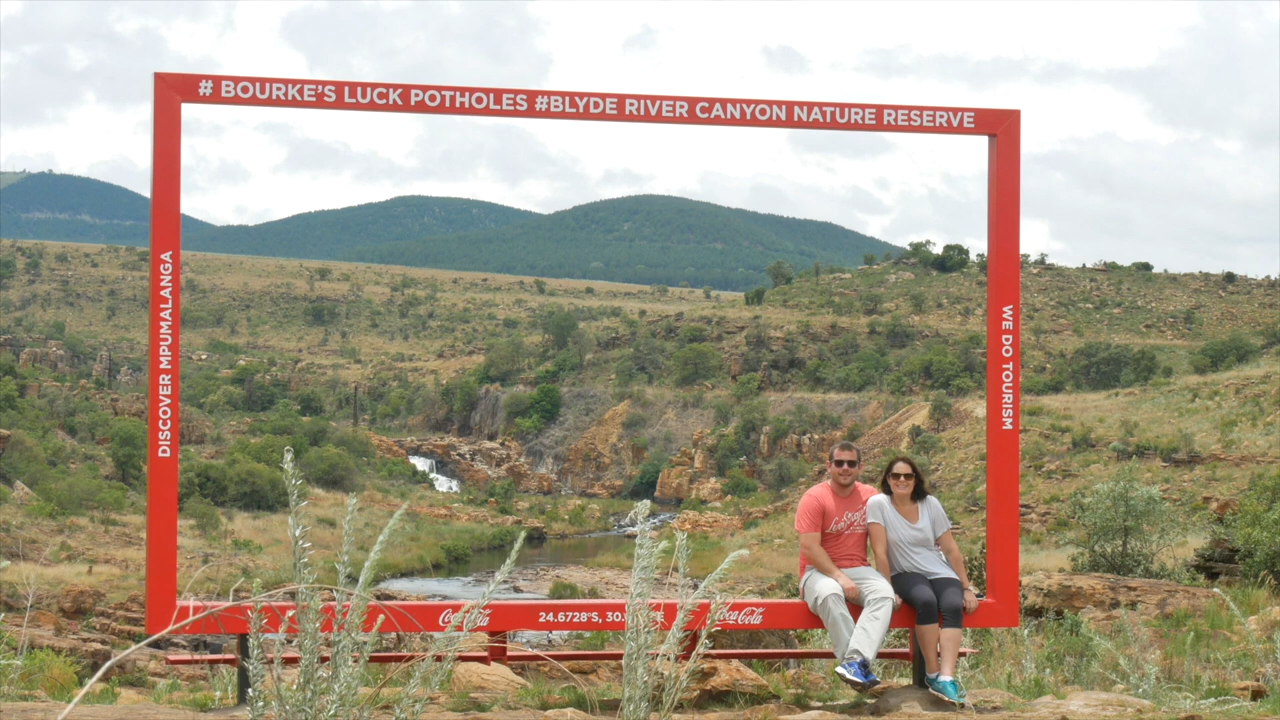 # BOURKE'S LUCK POTHOLES #BLYDE RIVER CANYON NATURE RESERVE
DISCOVER MPUMALANGA
WE DO TOURISM
Coca-Cola
24.6728°S, 30.
Coca-Cola